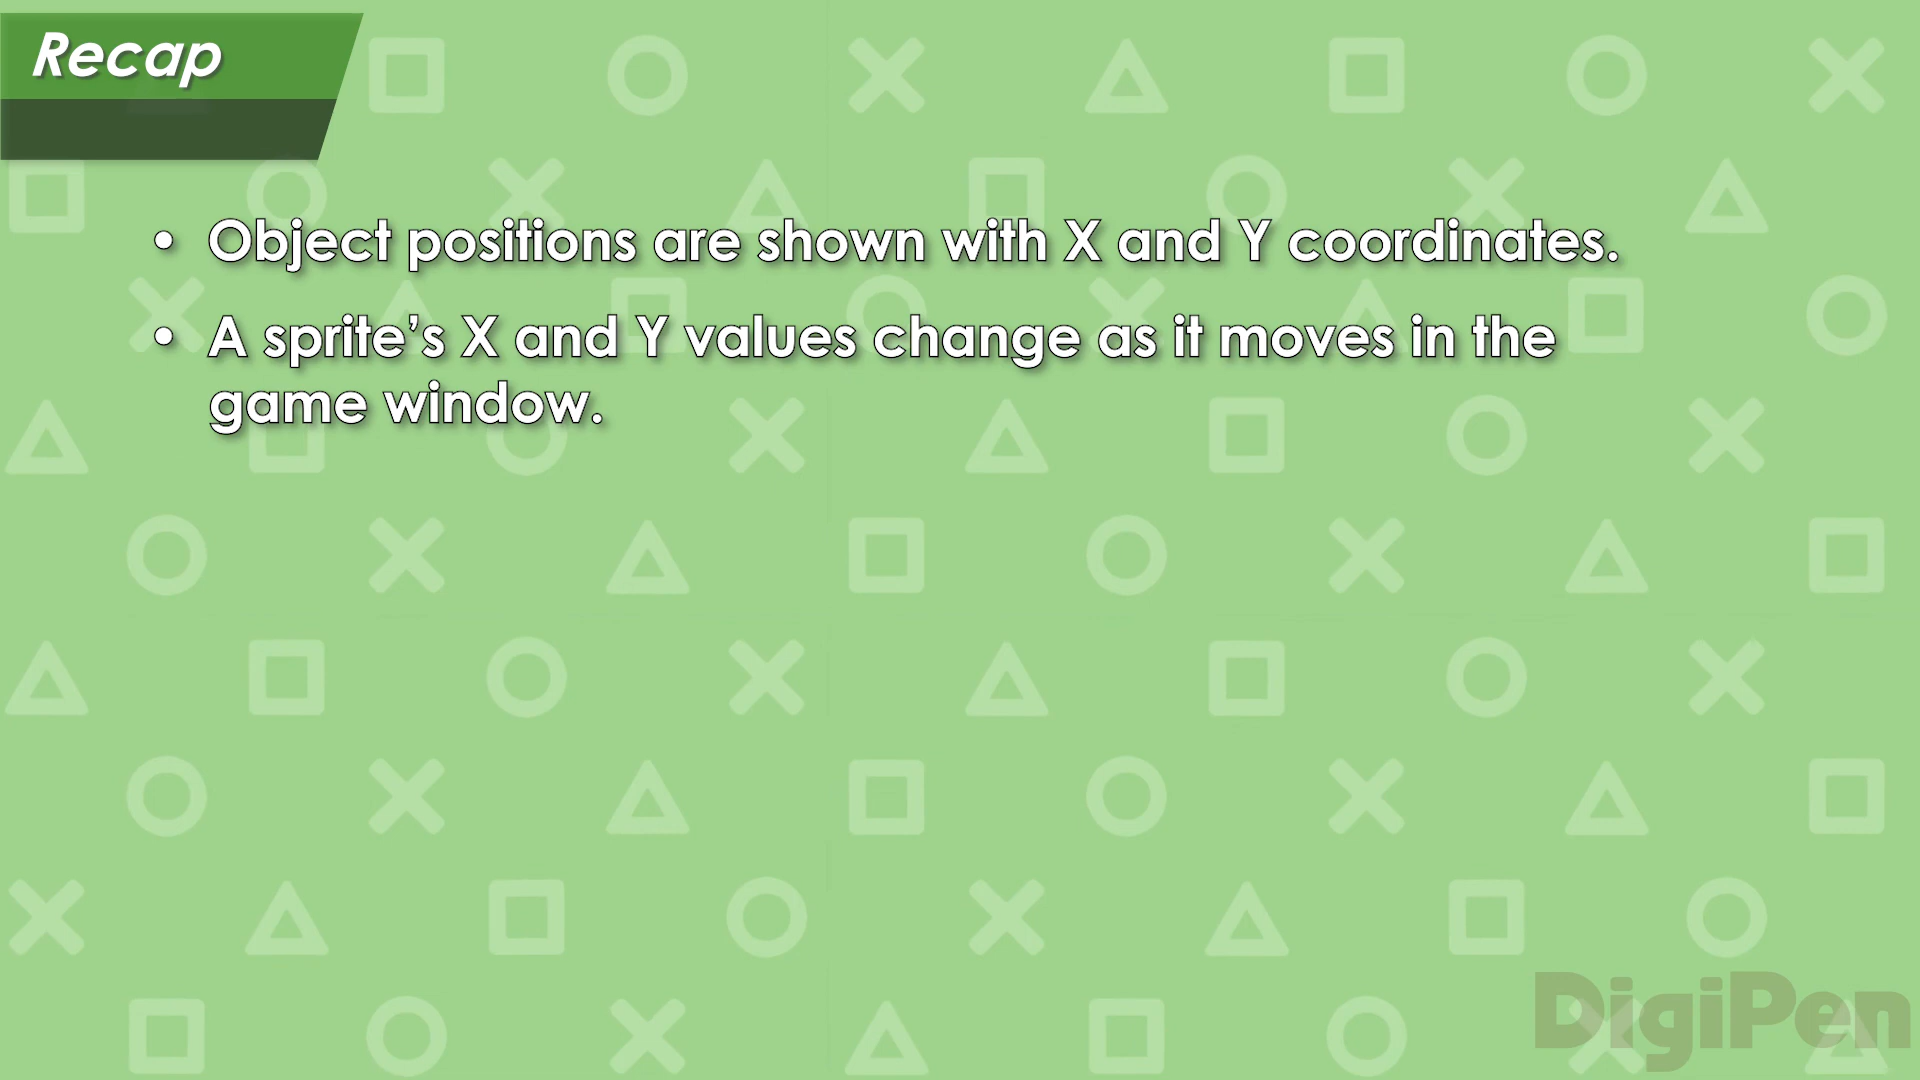 Recap
• Object positions are shown with X and Y coordinates.
• A sprite’s X and Y values change as it moves in the
game window.
DigiPen